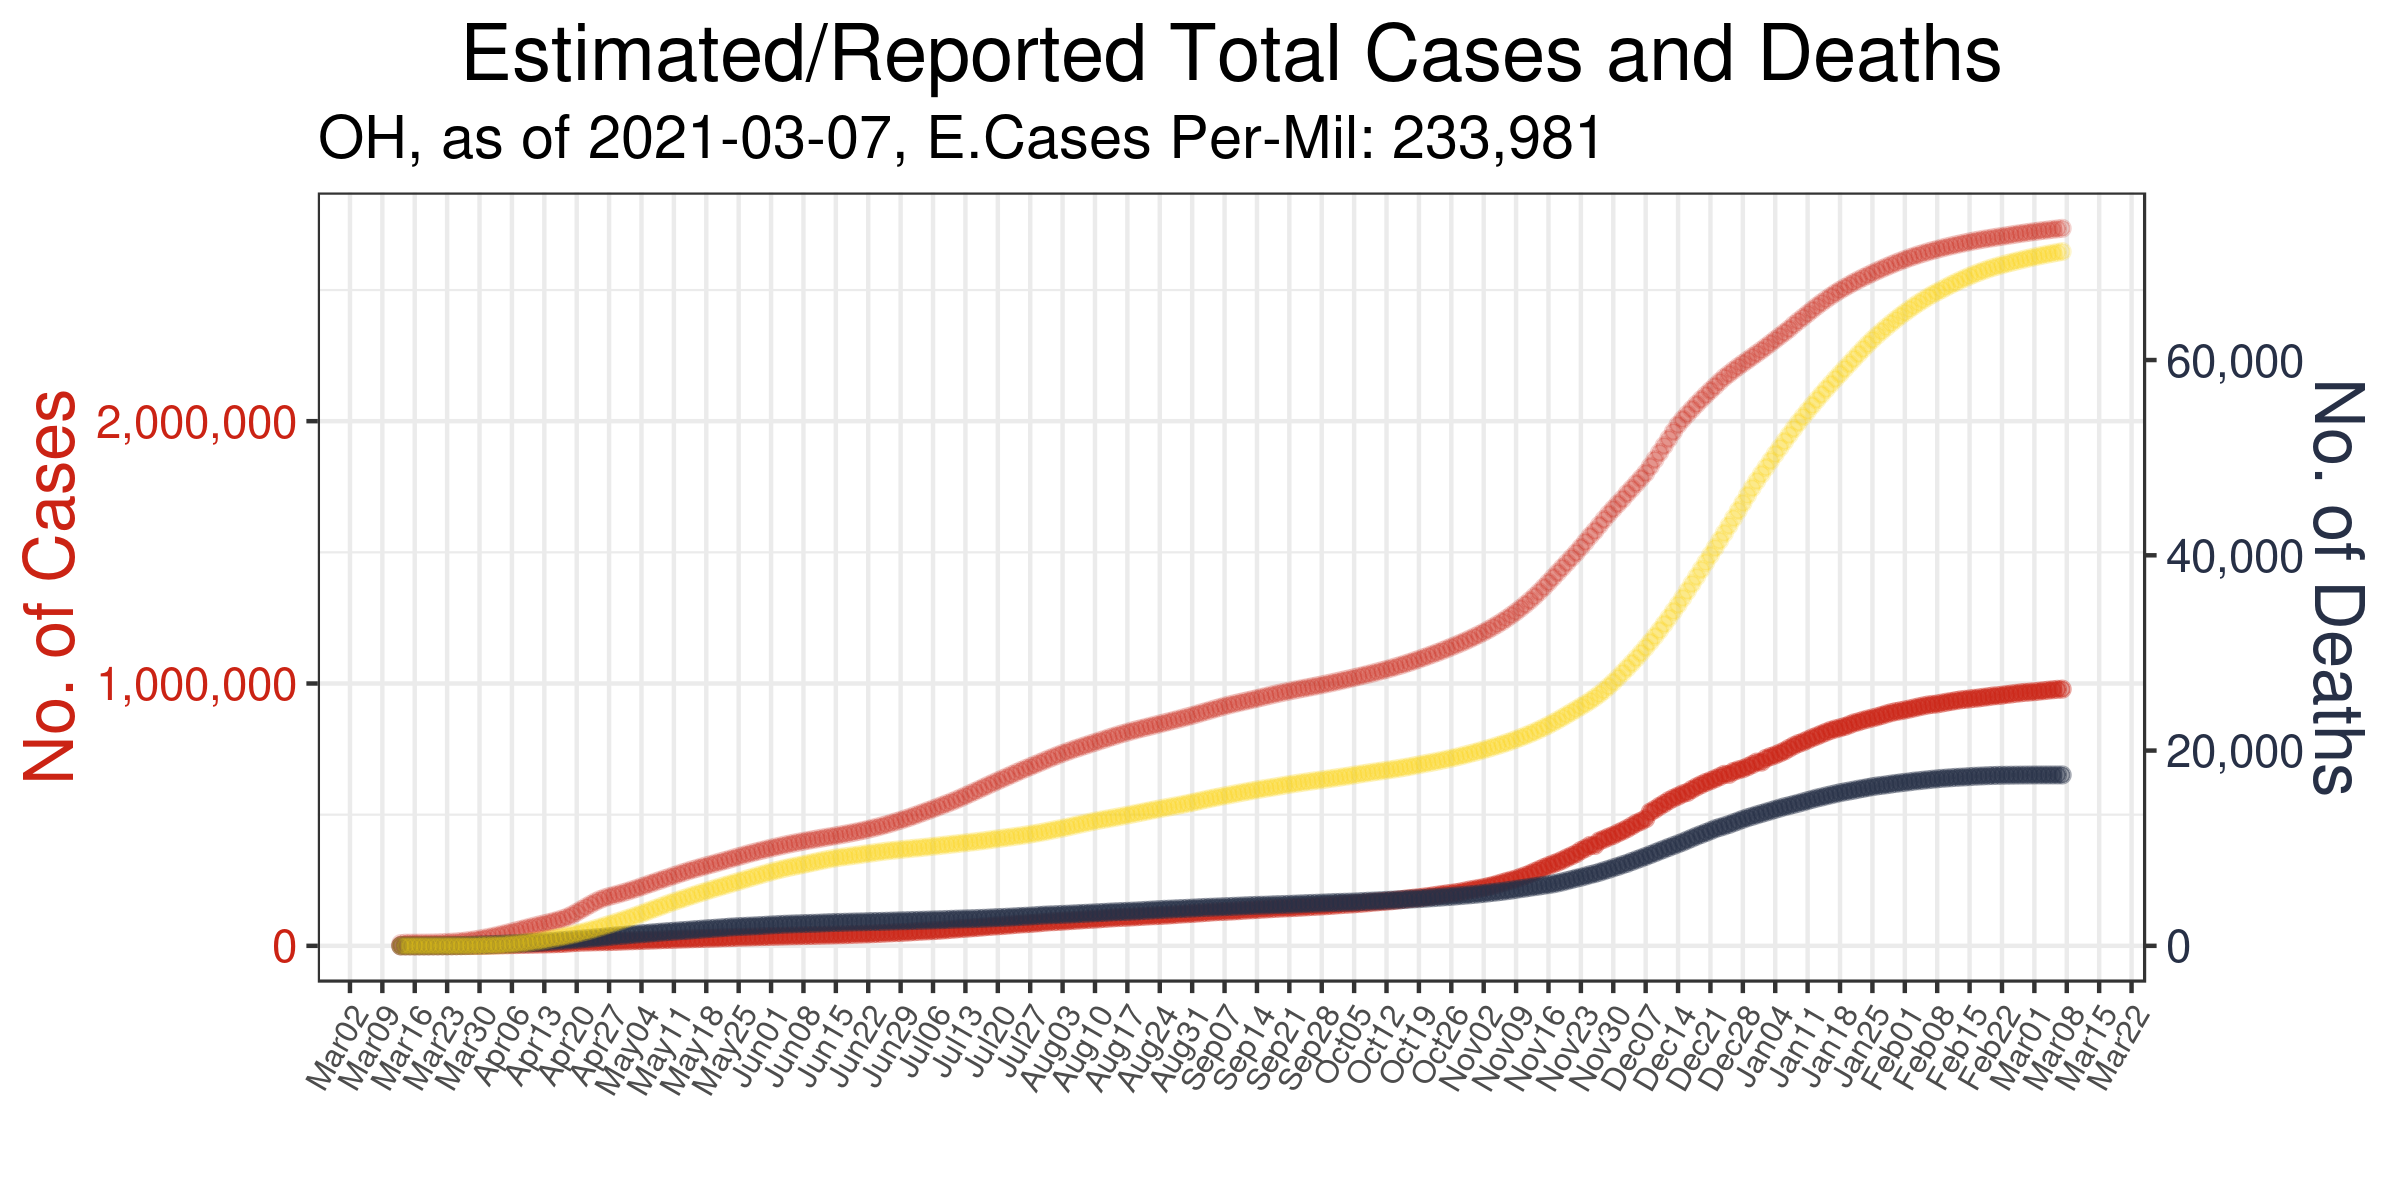 Estimated/Reported Total Cases and Deaths
OH, as of 2021-03-07, E.Cases Per-Mil: 233,981
No. of Cases
2,000,000
1,000,000
0
60,000
40,000
20,000
0
No. of Deaths
Mar02
Mar09
Mar16
Mar23
Mar30
Apr06
Apr13
Apr20
Apr27
May04
May11
May18
May25
Jun01
Jun08
Jun15
Jun22
Jun29
Jul06
Jul13
Jul20
Jul27
Aug03
Aug10
Aug17
Aug24
Aug31
Sep07
Sep14
Sep21
Sep28
Oct05
Oct12
Oct19
Oct26
Nov02
Nov09
Nov16
Nov23
Nov30
Dec07
Dec14
Dec21
Dec28
Jan04
Jan11
Jan18
Jan25
Feb01
Feb08
Feb15
Feb22
Mar01
Mar08
Mar15
Mar22